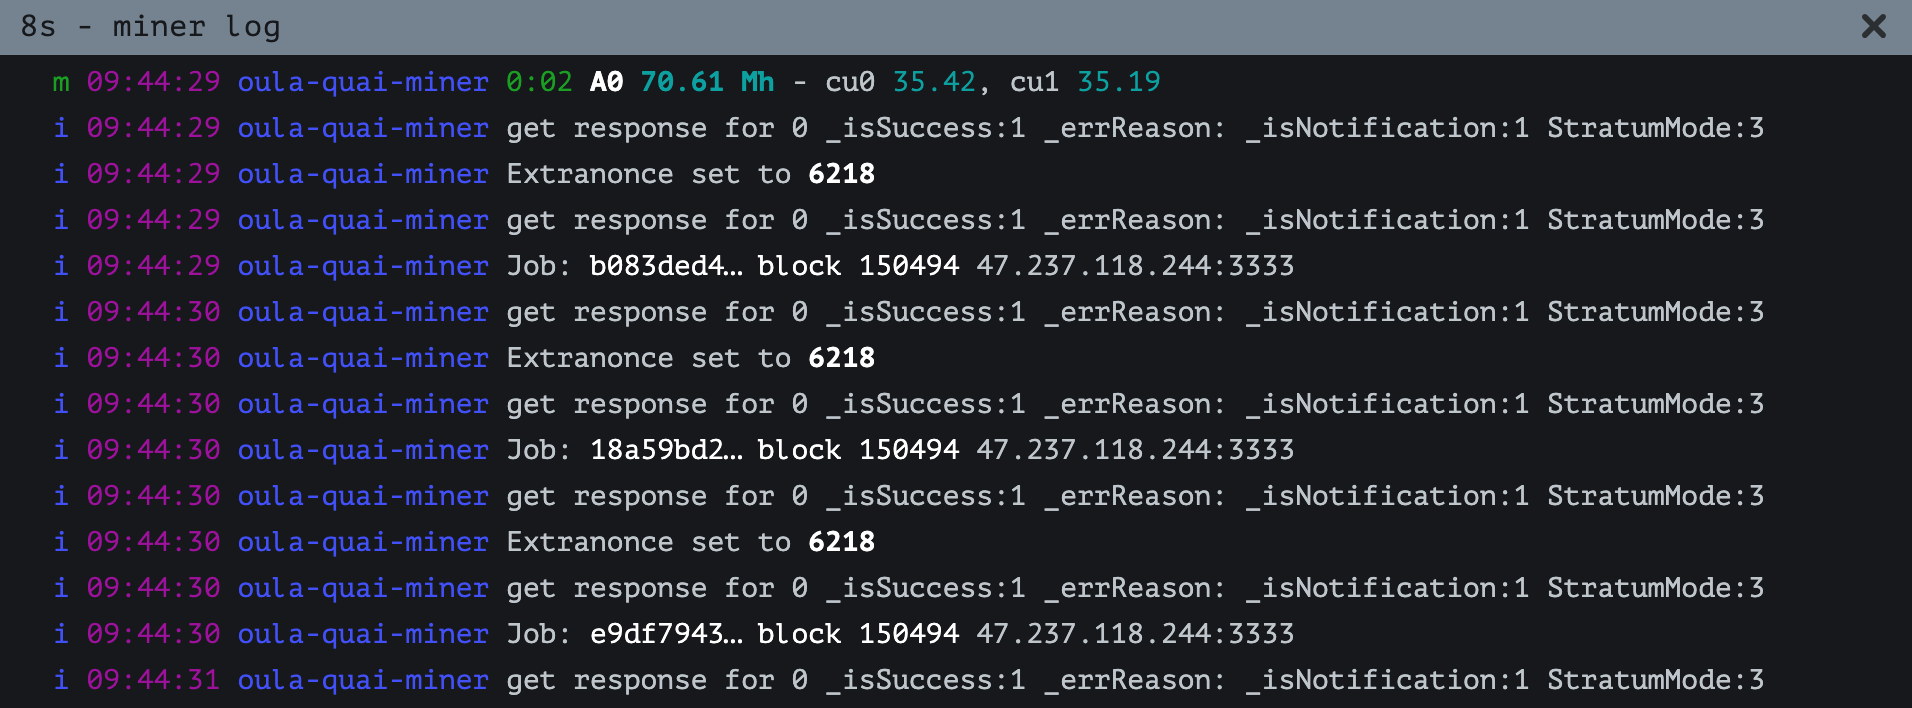 8s - miner log
m 09:44:29 oula-quai-miner 0:02 A0 70.61 Mh - cu0 35.42, cu1 35.19
i 09:44:29 oula-quai-miner get response for 0 _isSuccess:1 _errReason: _isNotification:1 StratumMode:3
i 09:44:29 oula-quai-miner Extranonce set to 6218
i 09:44:29 oula-quai-miner get response for 0 _isSuccess:1 _errReason: _isNotification:1 StratumMode:3
i 09:44:29 oula-quai-miner Job: b083ded4… block 150494 47.237.118.244:3333
i 09:44:30 oula-quai-miner get response for 0 _isSuccess:1 _errReason: _isNotification:1 StratumMode:3
i 09:44:30 oula-quai-miner Extranonce set to 6218
i 09:44:30 oula-quai-miner get response for 0 _isSuccess:1 _errReason: _isNotification:1 StratumMode:3
i 09:44:30 oula-quai-miner Job: 18a59bd2… block 150494 47.237.118.244:3333
i 09:44:30 oula-quai-miner get response for 0 _isSuccess:1 _errReason: _isNotification:1 StratumMode:3
i 09:44:30 oula-quai-miner Extranonce set to 6218
i 09:44:30 oula-quai-miner get response for 0 _isSuccess:1 _errReason: _isNotification:1 StratumMode:3
i 09:44:30 oula-quai-miner Job: e9df7943… block 150494 47.237.118.244:3333
i 09:44:31 oula-quai-miner get response for 0 _isSuccess:1 _errReason: _isNotification:1 StratumMode:3